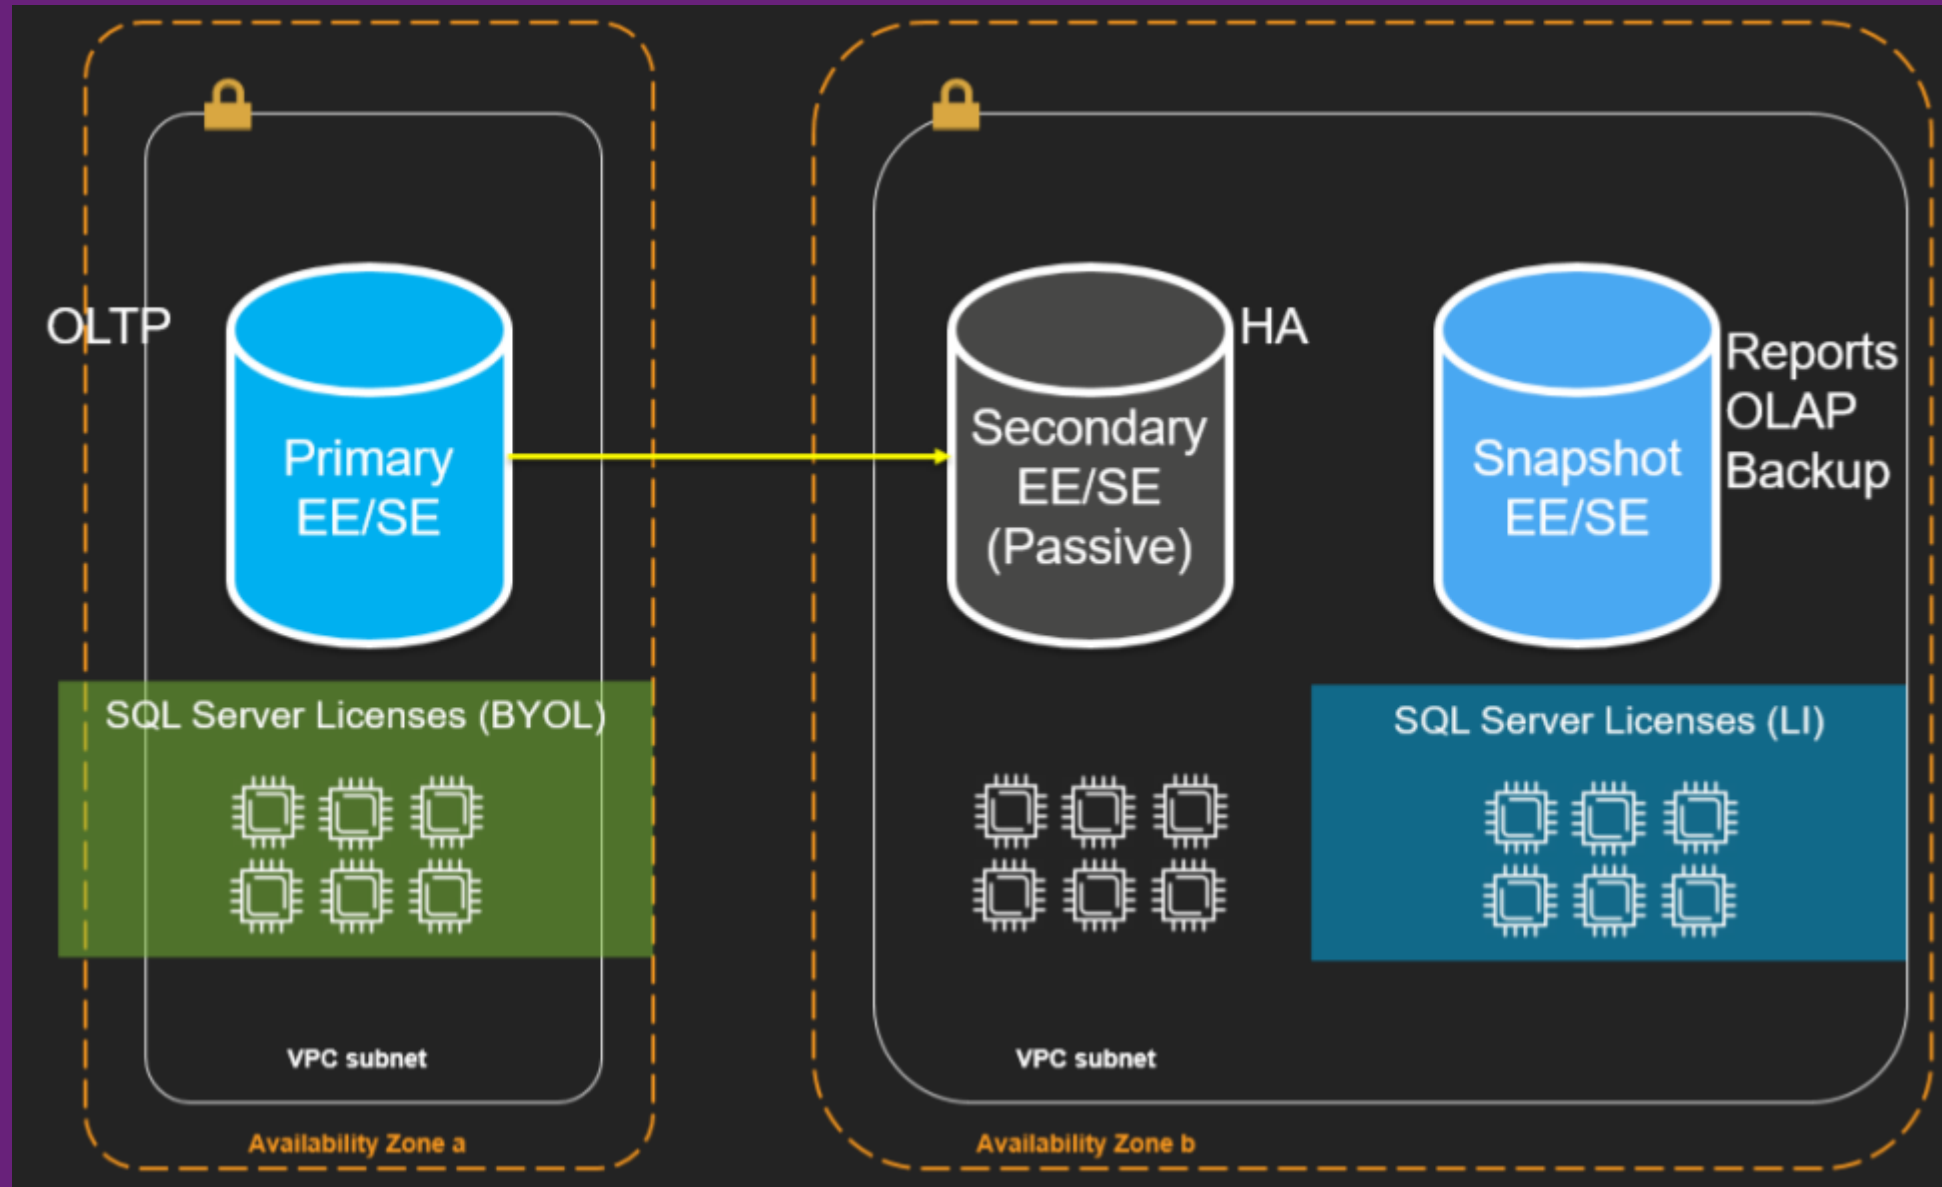 OLTP
Primary
EE/SE
SQL Server Licenses (BYOL)
VPC subnet
Availability Zone a
Secondary
EE/SE
(Passive)
HA
Snapshot
EE/SE
Reports
OLAP
Backup
SQL Server Licenses (LI)
VPC subnet
Availability Zone b